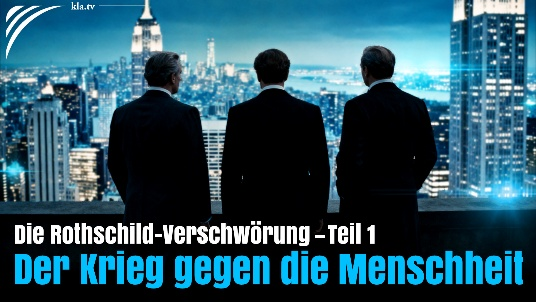 kla.tv
Die Rothschild-Verschwörung – Teil 1
Der Krieg gegen die Menschheit